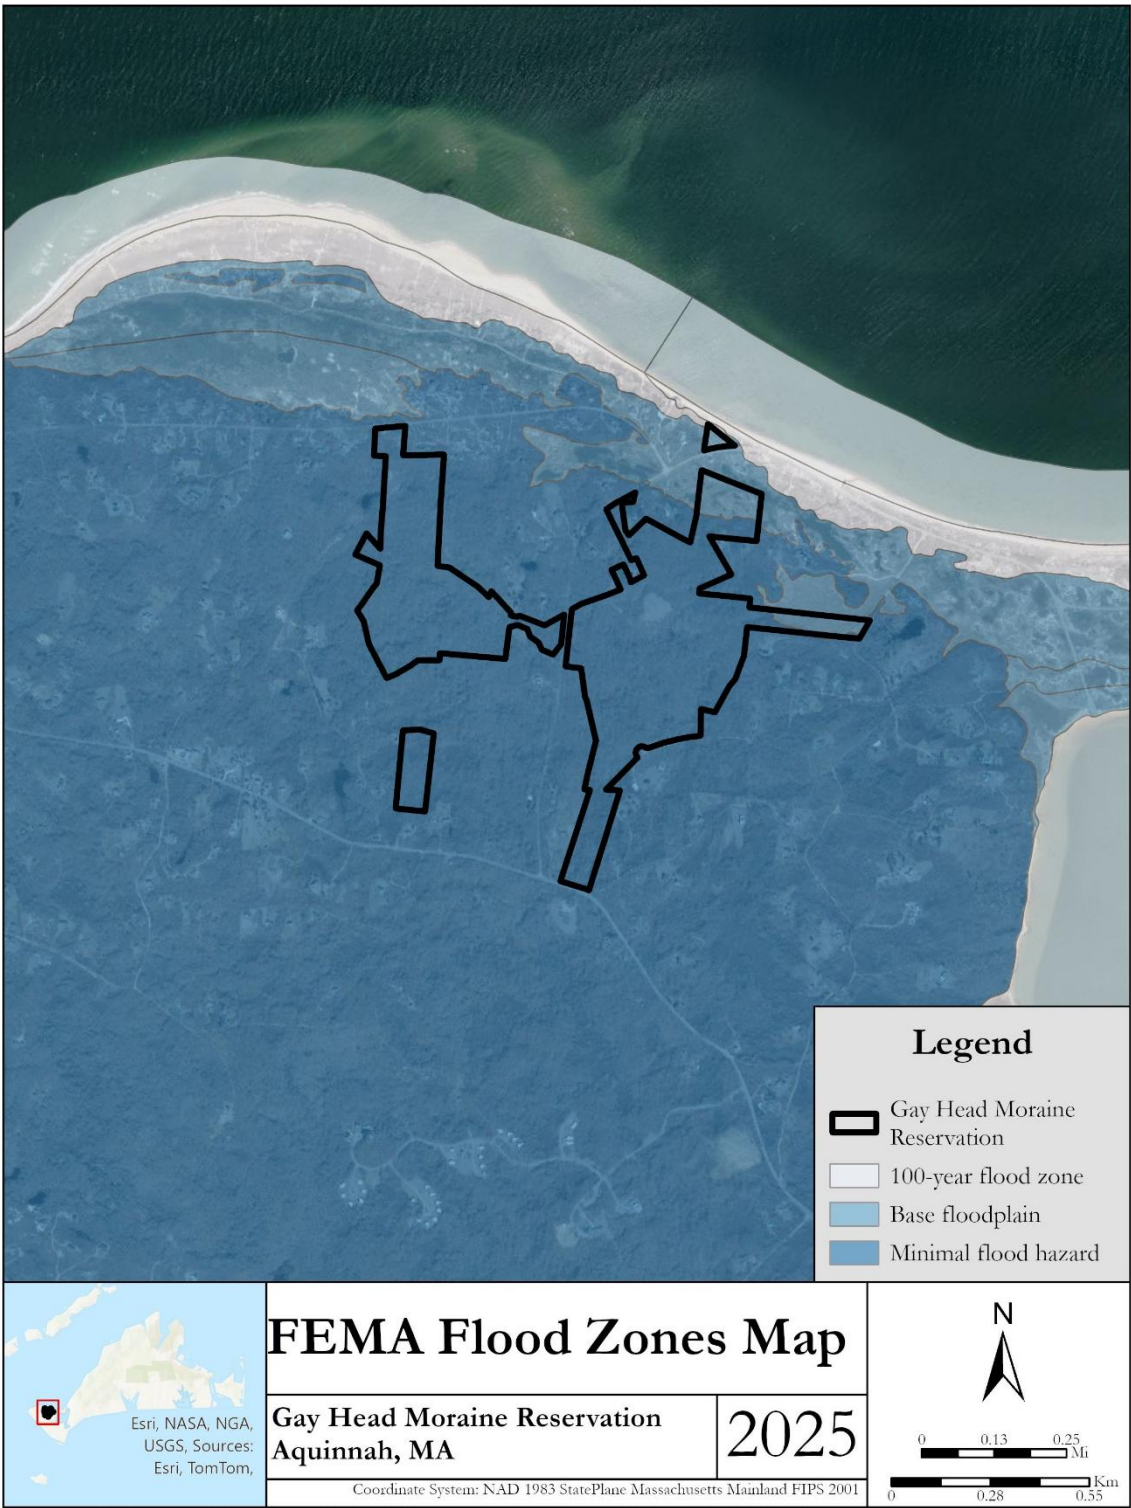 Legend
Gay Head Moraine
Reservation
100-year flood zone
Base floodplain
Minimal flood hazard
Esri, NASA, NGA,
USGS, Sources:
Esri, TomTom,
FEMA Flood Zones Map
Gay Head Moraine Reservation
Aquinnah, MA
2025
Coordinate System: NAD 1983 StatePlane Massachusetts Mainland FIPS 2001
N
0 0.13 0.25
Mi
Km
0 0.28 0.55